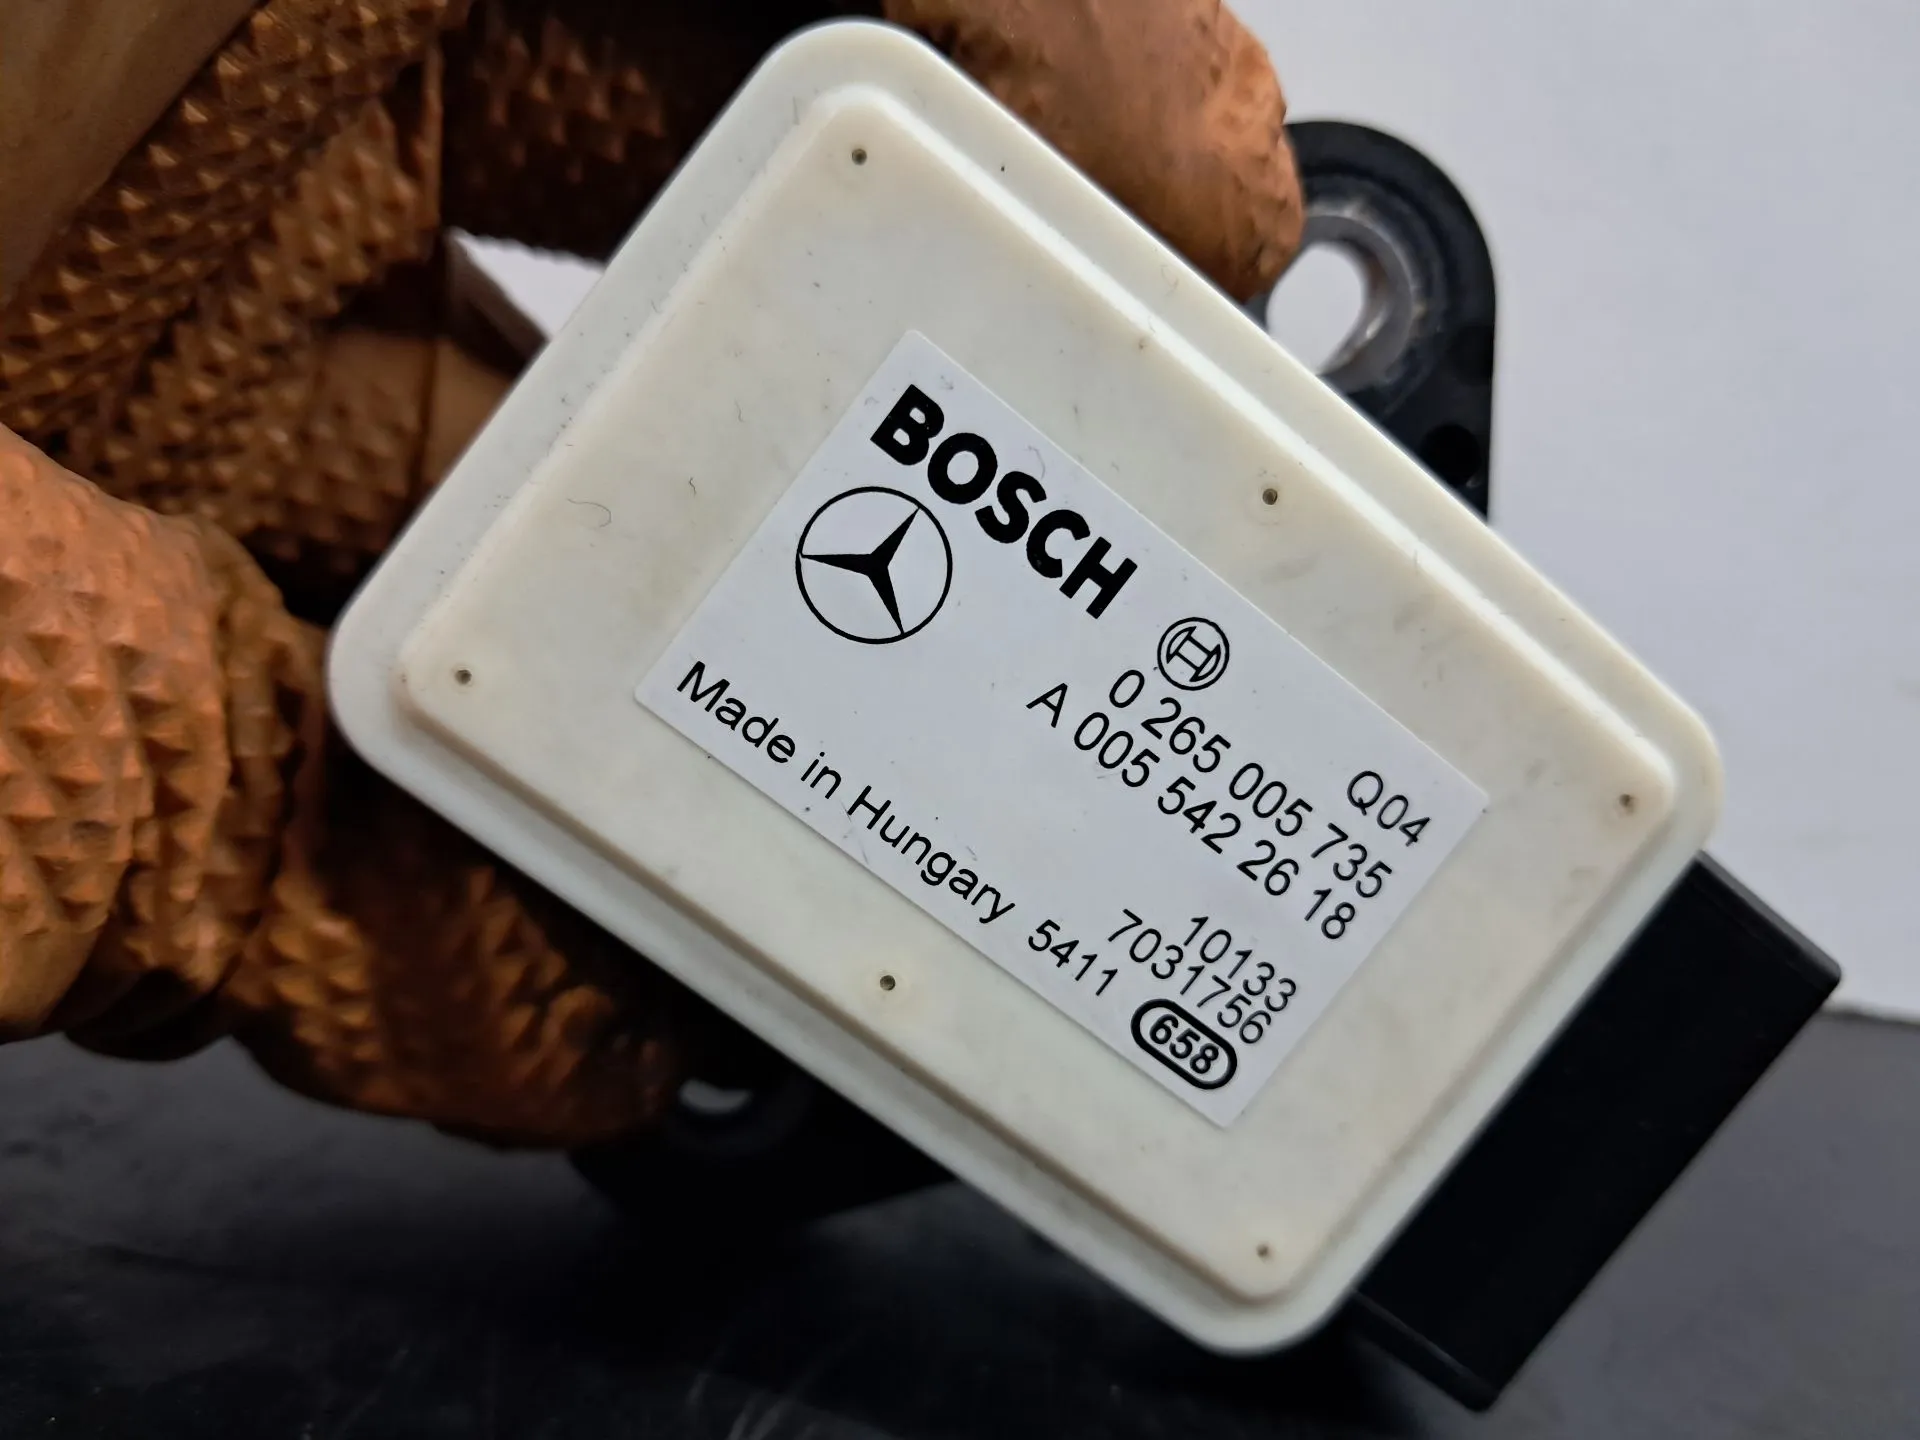 BOSCH
Q04
0 265 005 735
A 005 542 26 18
10133
7031756
Made in Hungary 5411 658